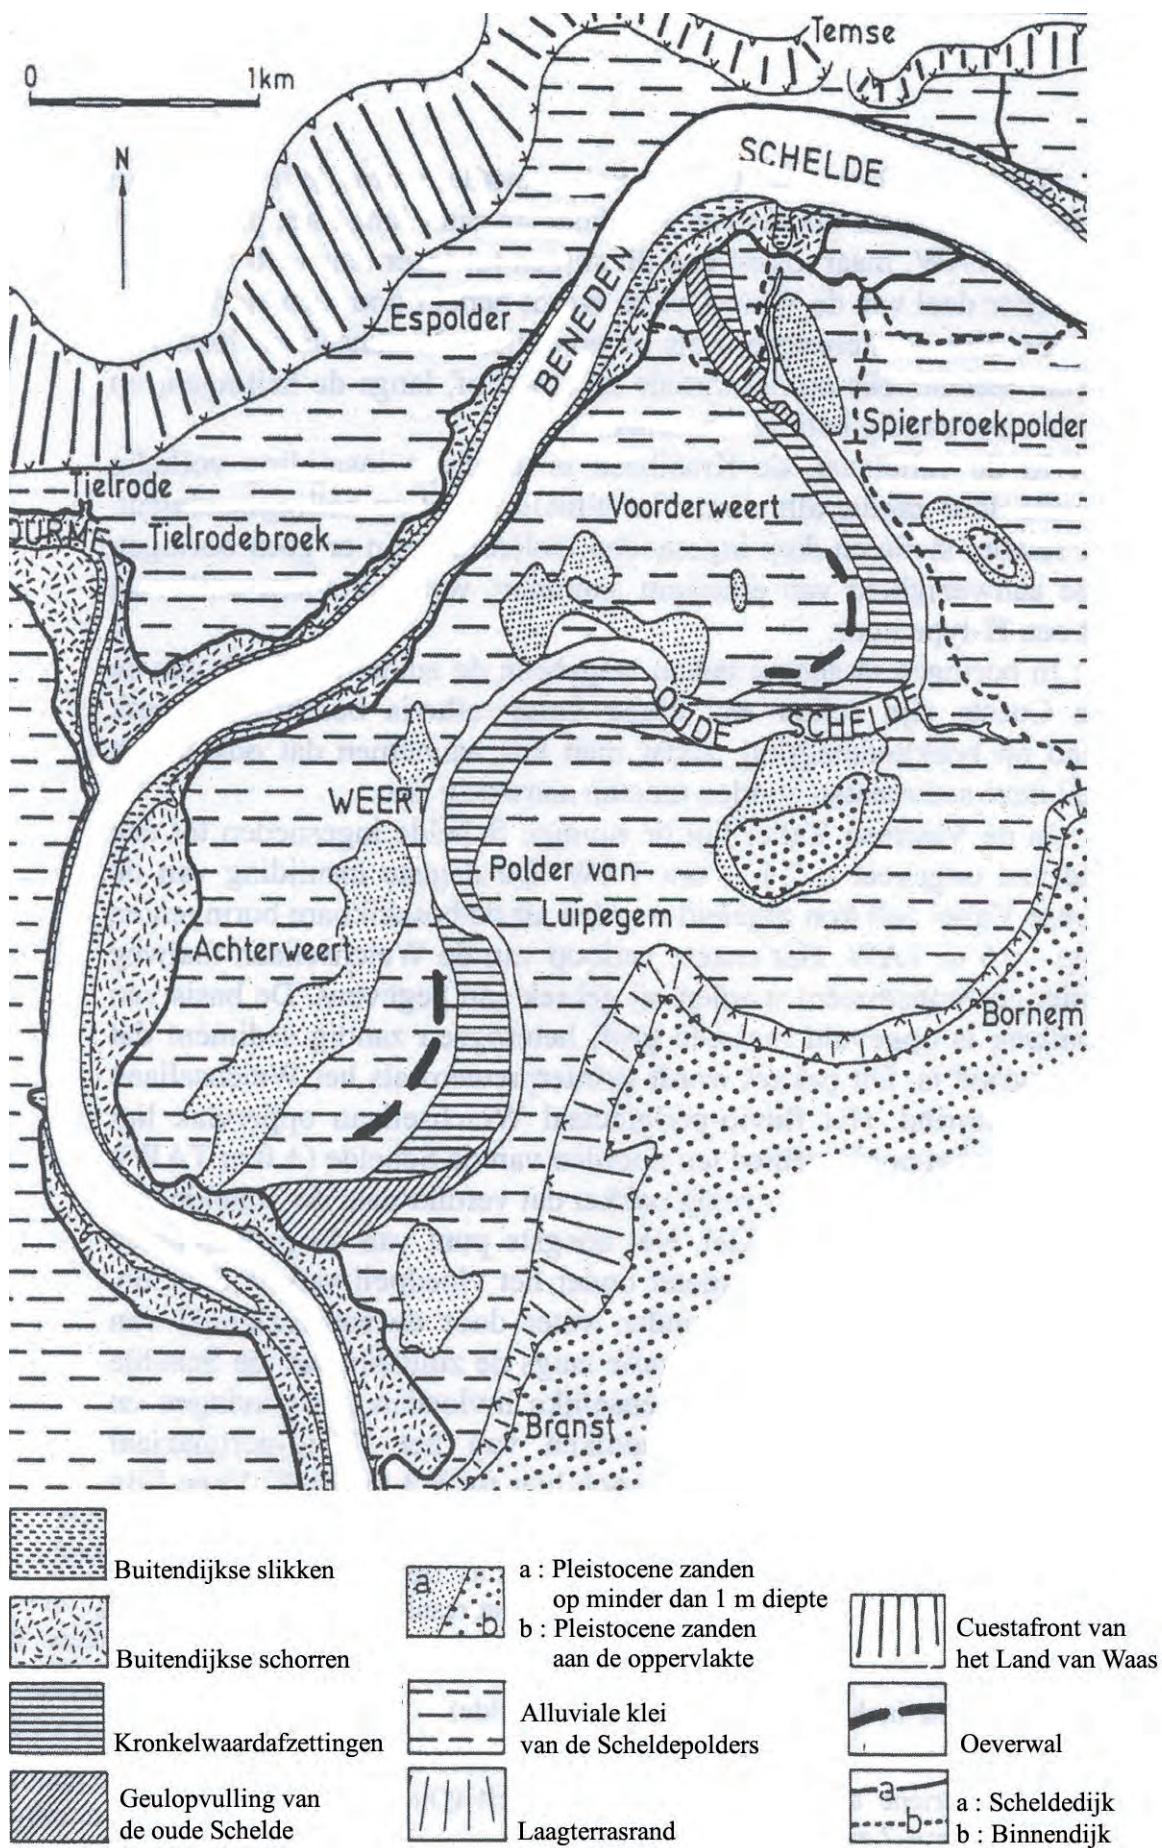 Temse
0 1km
N
SCHELDE
BENEDEN
Espolder
Spierbroekpolder
Tielrode
Voorderweert
Tielrodebroek
OUDE SCHELDE
WEERT
Polder van
Luipegem
Achterweert
Bornem
Branst
Buitendijkse slikken
Buitendijkse schorren
Kronkelwaardafzettingen
Geulopvulling van
de oude Schelde
a
b
a : Pleistocene zanden
op minder dan 1 m diepte
b : Pleistocene zanden
aan de oppervlakte
Alluviale klei
van de Scheldepolders
Laagterrasrand
Cuestafront van
het Land van Waas
Oeverwal
a
b
a : Scheldedijk
b : Binnendijk